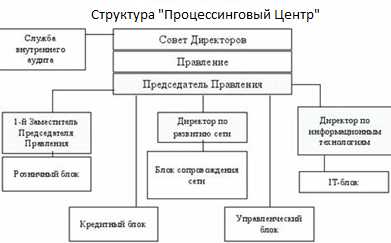 Структура "Процессинговый Центр"
Служба
внутреннего
аудита
Совет Директоров
Правление
Председатель Правления
1-й Заместитель
Председателя
Правления
Директор по
развитию сети
Директор по
информационным
технологиям
Розничный блок
Блок сопровождения
сети
IT-блок
Кредитный блок
Управленческий
блок